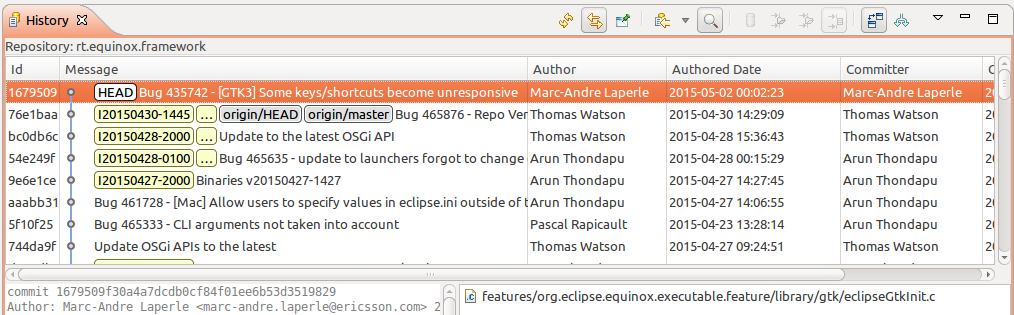 History
Repository: rt.equinox.framework
Id Message Author Authored Date Committer
1679509 HEAD Bug 435742 - [GTK3] Some keys/shortcuts become unresponsive Marc-Andre Laperle 2015-05-02 00:02:23 Marc-Andre Laperle
76e1baa I20150430-1445 ... origin/HEAD origin/master Bug 465876 - Repo Ver Thomas Watson 2015-04-30 14:29:09 Thomas Watson
bc0db6c I20150428-2000 ... Update to the latest OSGi API Thomas Watson 2015-04-28 15:36:43 Thomas Watson
54e249f I20150428-0100 ... Bug 465635 - update to launchers forgot to change Arun Thondapu 2015-04-28 00:15:29 Arun Thondapu
9e6e1ce I20150427-2000 Binaries v20150427-1427 Arun Thondapu 2015-04-27 14:27:45 Arun Thondapu
aaabb31 Bug 461728 - [Mac] Allow users to specify values in eclipse.ini outside of t Arun Thondapu 2015-04-27 14:06:55 Arun Thondapu
5f10f25 Bug 465333 - CLI arguments not taken into account Pascal Rapicault 2015-04-23 13:28:14 Arun Thondapu
744da9f Update OSGi APIs to the latest Thomas Watson 2015-04-27 09:24:51 Thomas Watson
commit 1679509f30a4a7dcdb0cf84f01ee6b53d3519829
Author: Marc-Andre Laperle <marc-andre.laperle@ericsson.com> 2
features/org.eclipse.equinox.executable.feature/library/gtk/eclipseGtkInit.c